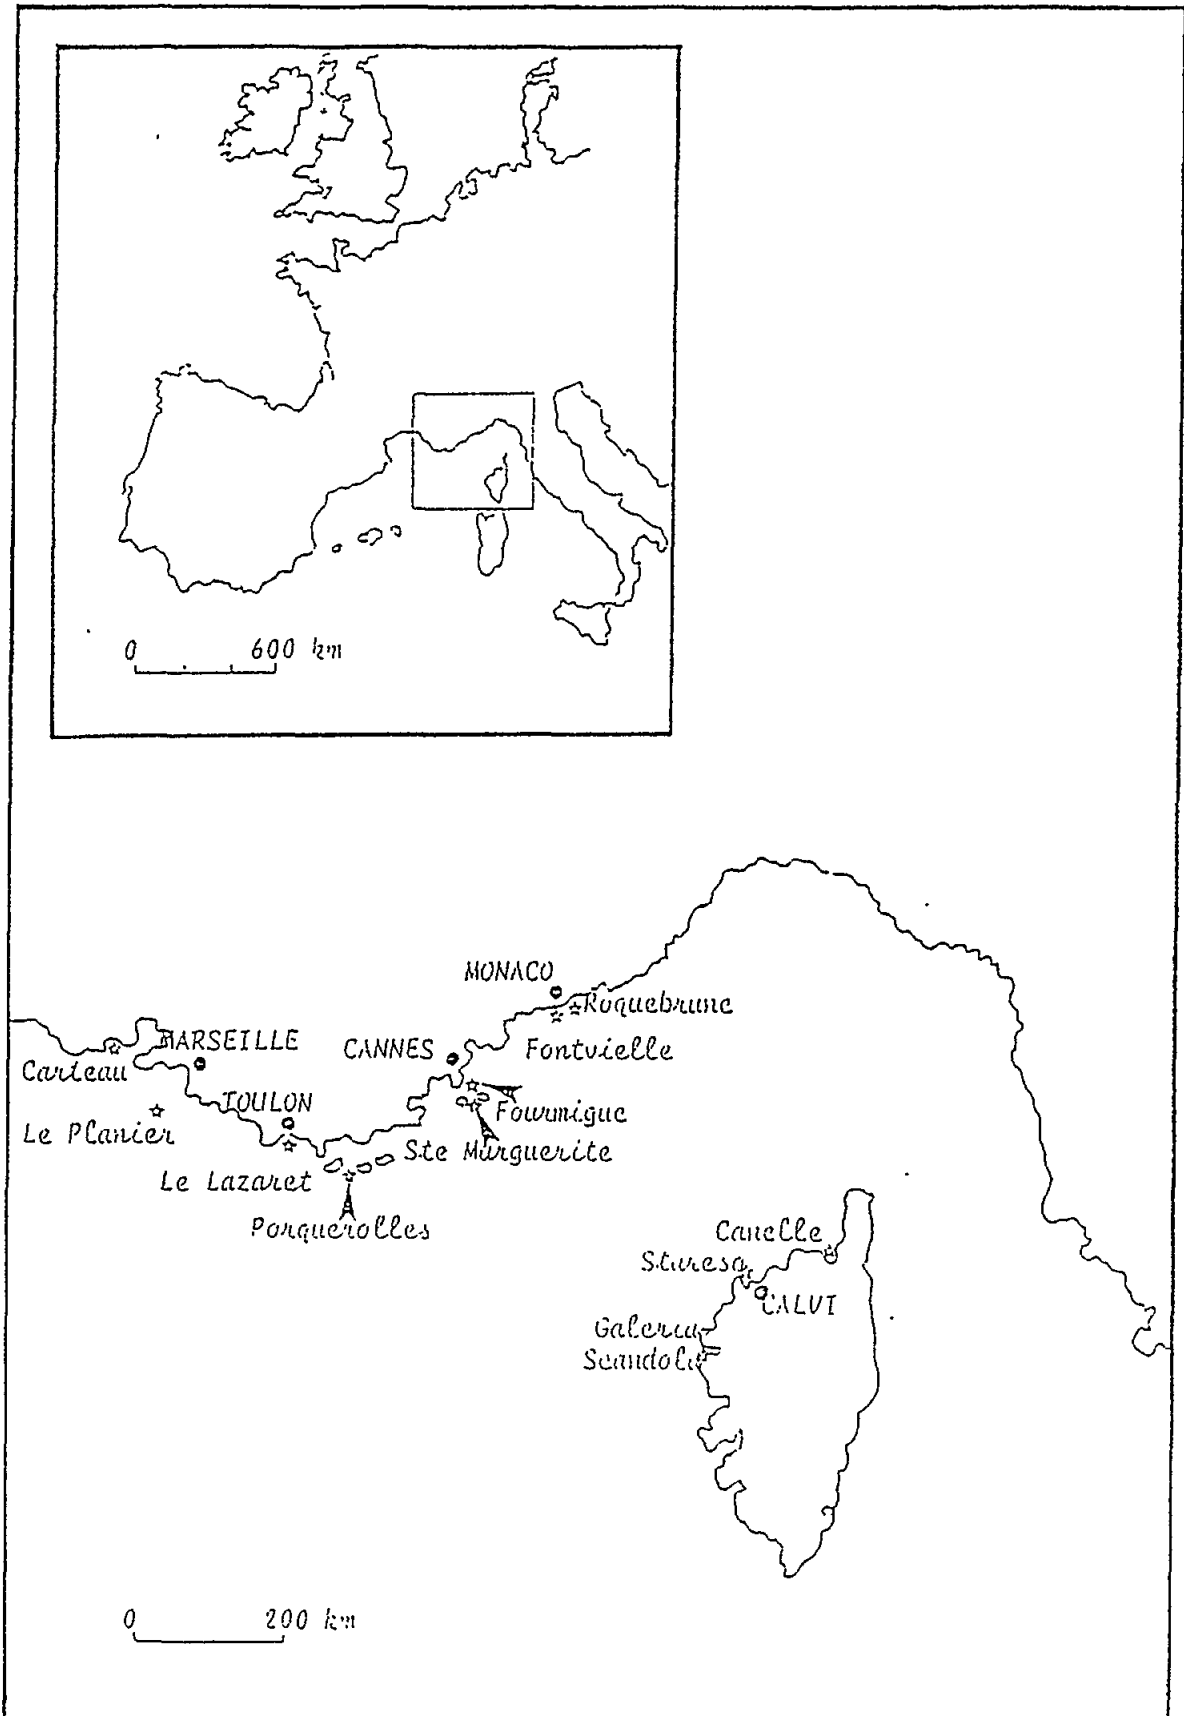 0 600 km
MONACO
Roquebrune
MARSEILLE
CANNES
Fontvielle
Carteau
TOULON
Fourmigue
Le Planier
Ste Marguerite
Le Lazaret
Porquerolles
Canelle
Stareso
CALVI
Galeria
Scandola
0 200 km